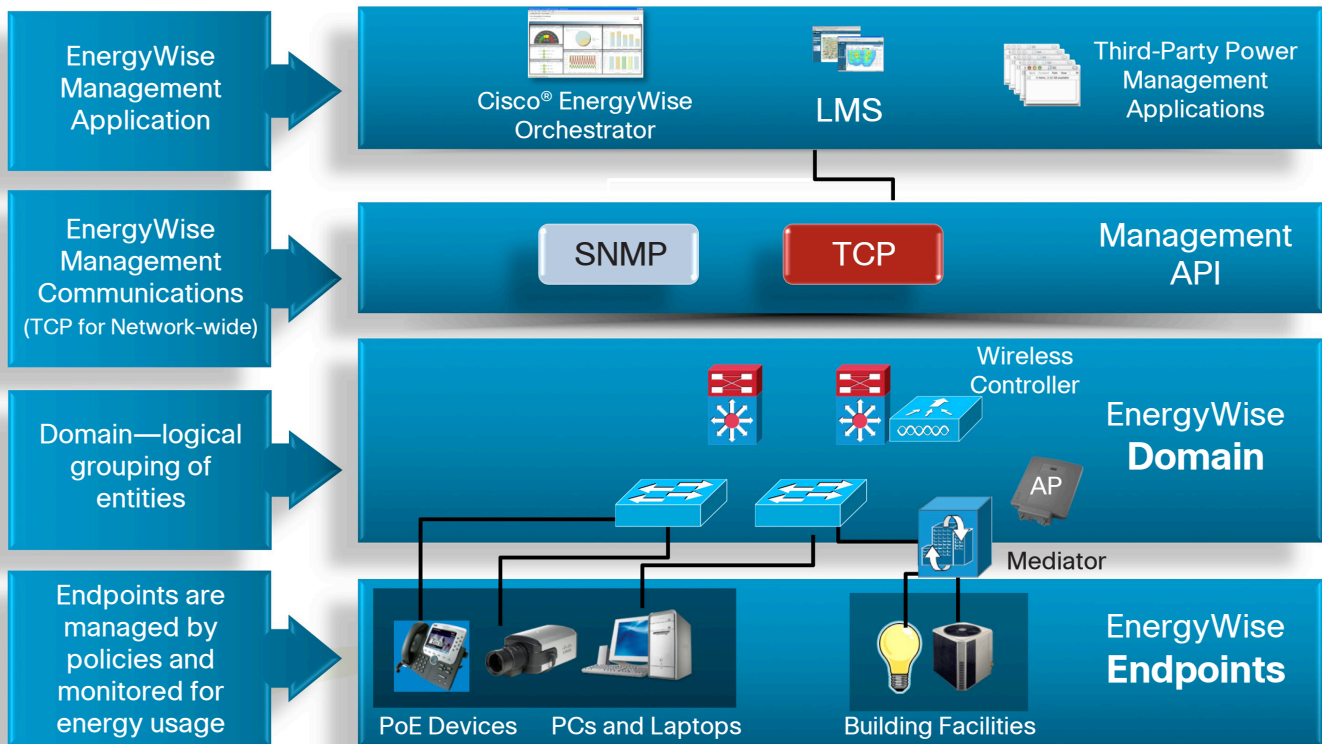 EnergyWise
Management
Application
Cisco® EnergyWise
Orchestrator
LMS
Third-Party Power
Management
Applications
EnergyWise
Management
Communications
(TCP for Network-wide)
SNMP
TCP
Management
API
Domain—logical
grouping of
entities
Wireless
Controller
EnergyWise
Domain
AP
Mediator
Endpoints are
managed by
policies and
monitored for
energy usage
PoE Devices
PCs and Laptops
Building Facilities
EnergyWise
Endpoints